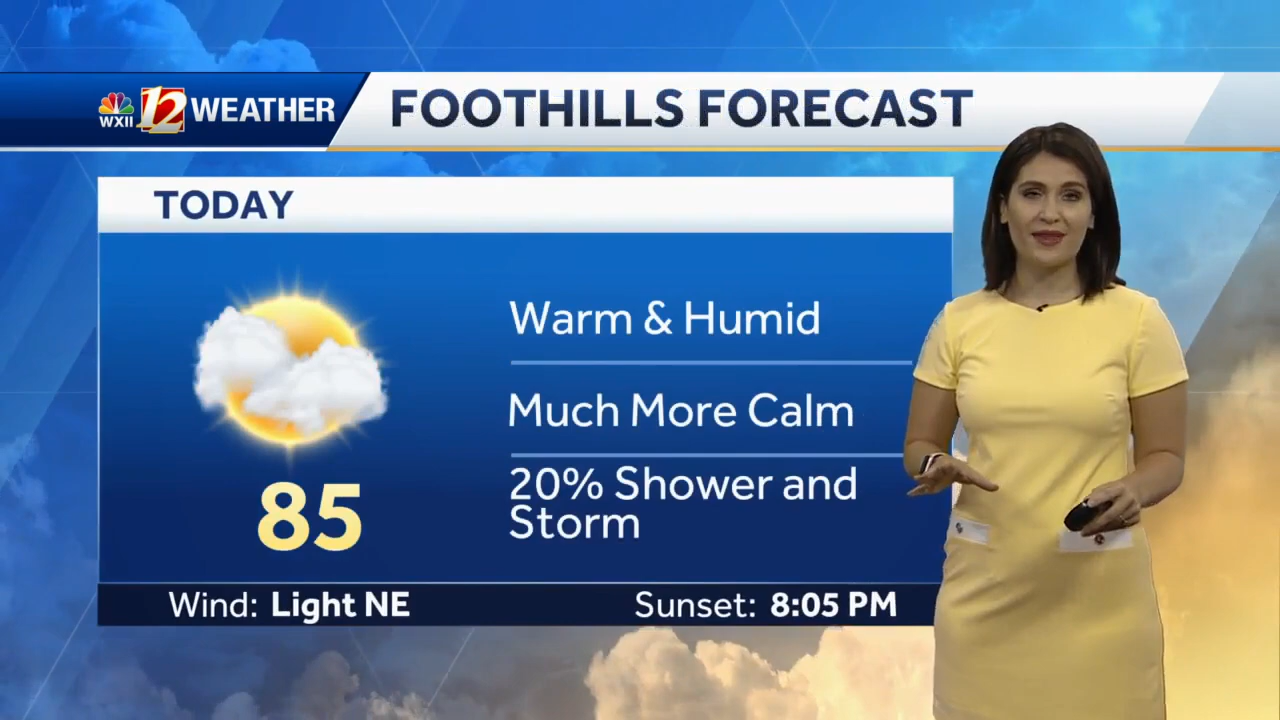 WXII 12 WEATHER
FOOTHILLS FORECAST
TODAY
Warm & Humid
Much More Calm
20% Shower and
Storm
85
Wind: Light NE
Sunset: 8:05 PM